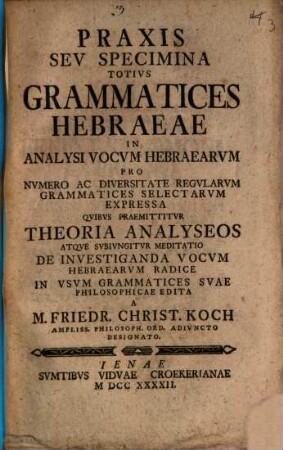 PRAXIS
SEV SPECIMINA
TOTIVS
GRAMMATICES
HEBRAEAE
IN
ANALYSI VOCVM HEBRAEARVM
PRO
NVMERO AC DIVERSITATE REGVLARVM
GRAMMATICES SELECTARVM
EXPRESSA
QVIBVS PRAEMITTITVR
THEORIA ANALYSEOS
ATQVE SVBIVNGITVR MEDITATIO
DE INVESTIGANDA VOCVM
HEBRAEARVM RADICE
IN VSVM GRAMMATICES SVAE
PHILOSOPHICAE EDITA
A
M. FRIEDR. CHRIST. KOCH
AMPLISS. PHILOSOPH. ORD. ADIVNCTO
DESIGNATO.
IENAE
SVMTIBVS VIDVAE CROEKERIANAE
M DCC XXXXII.